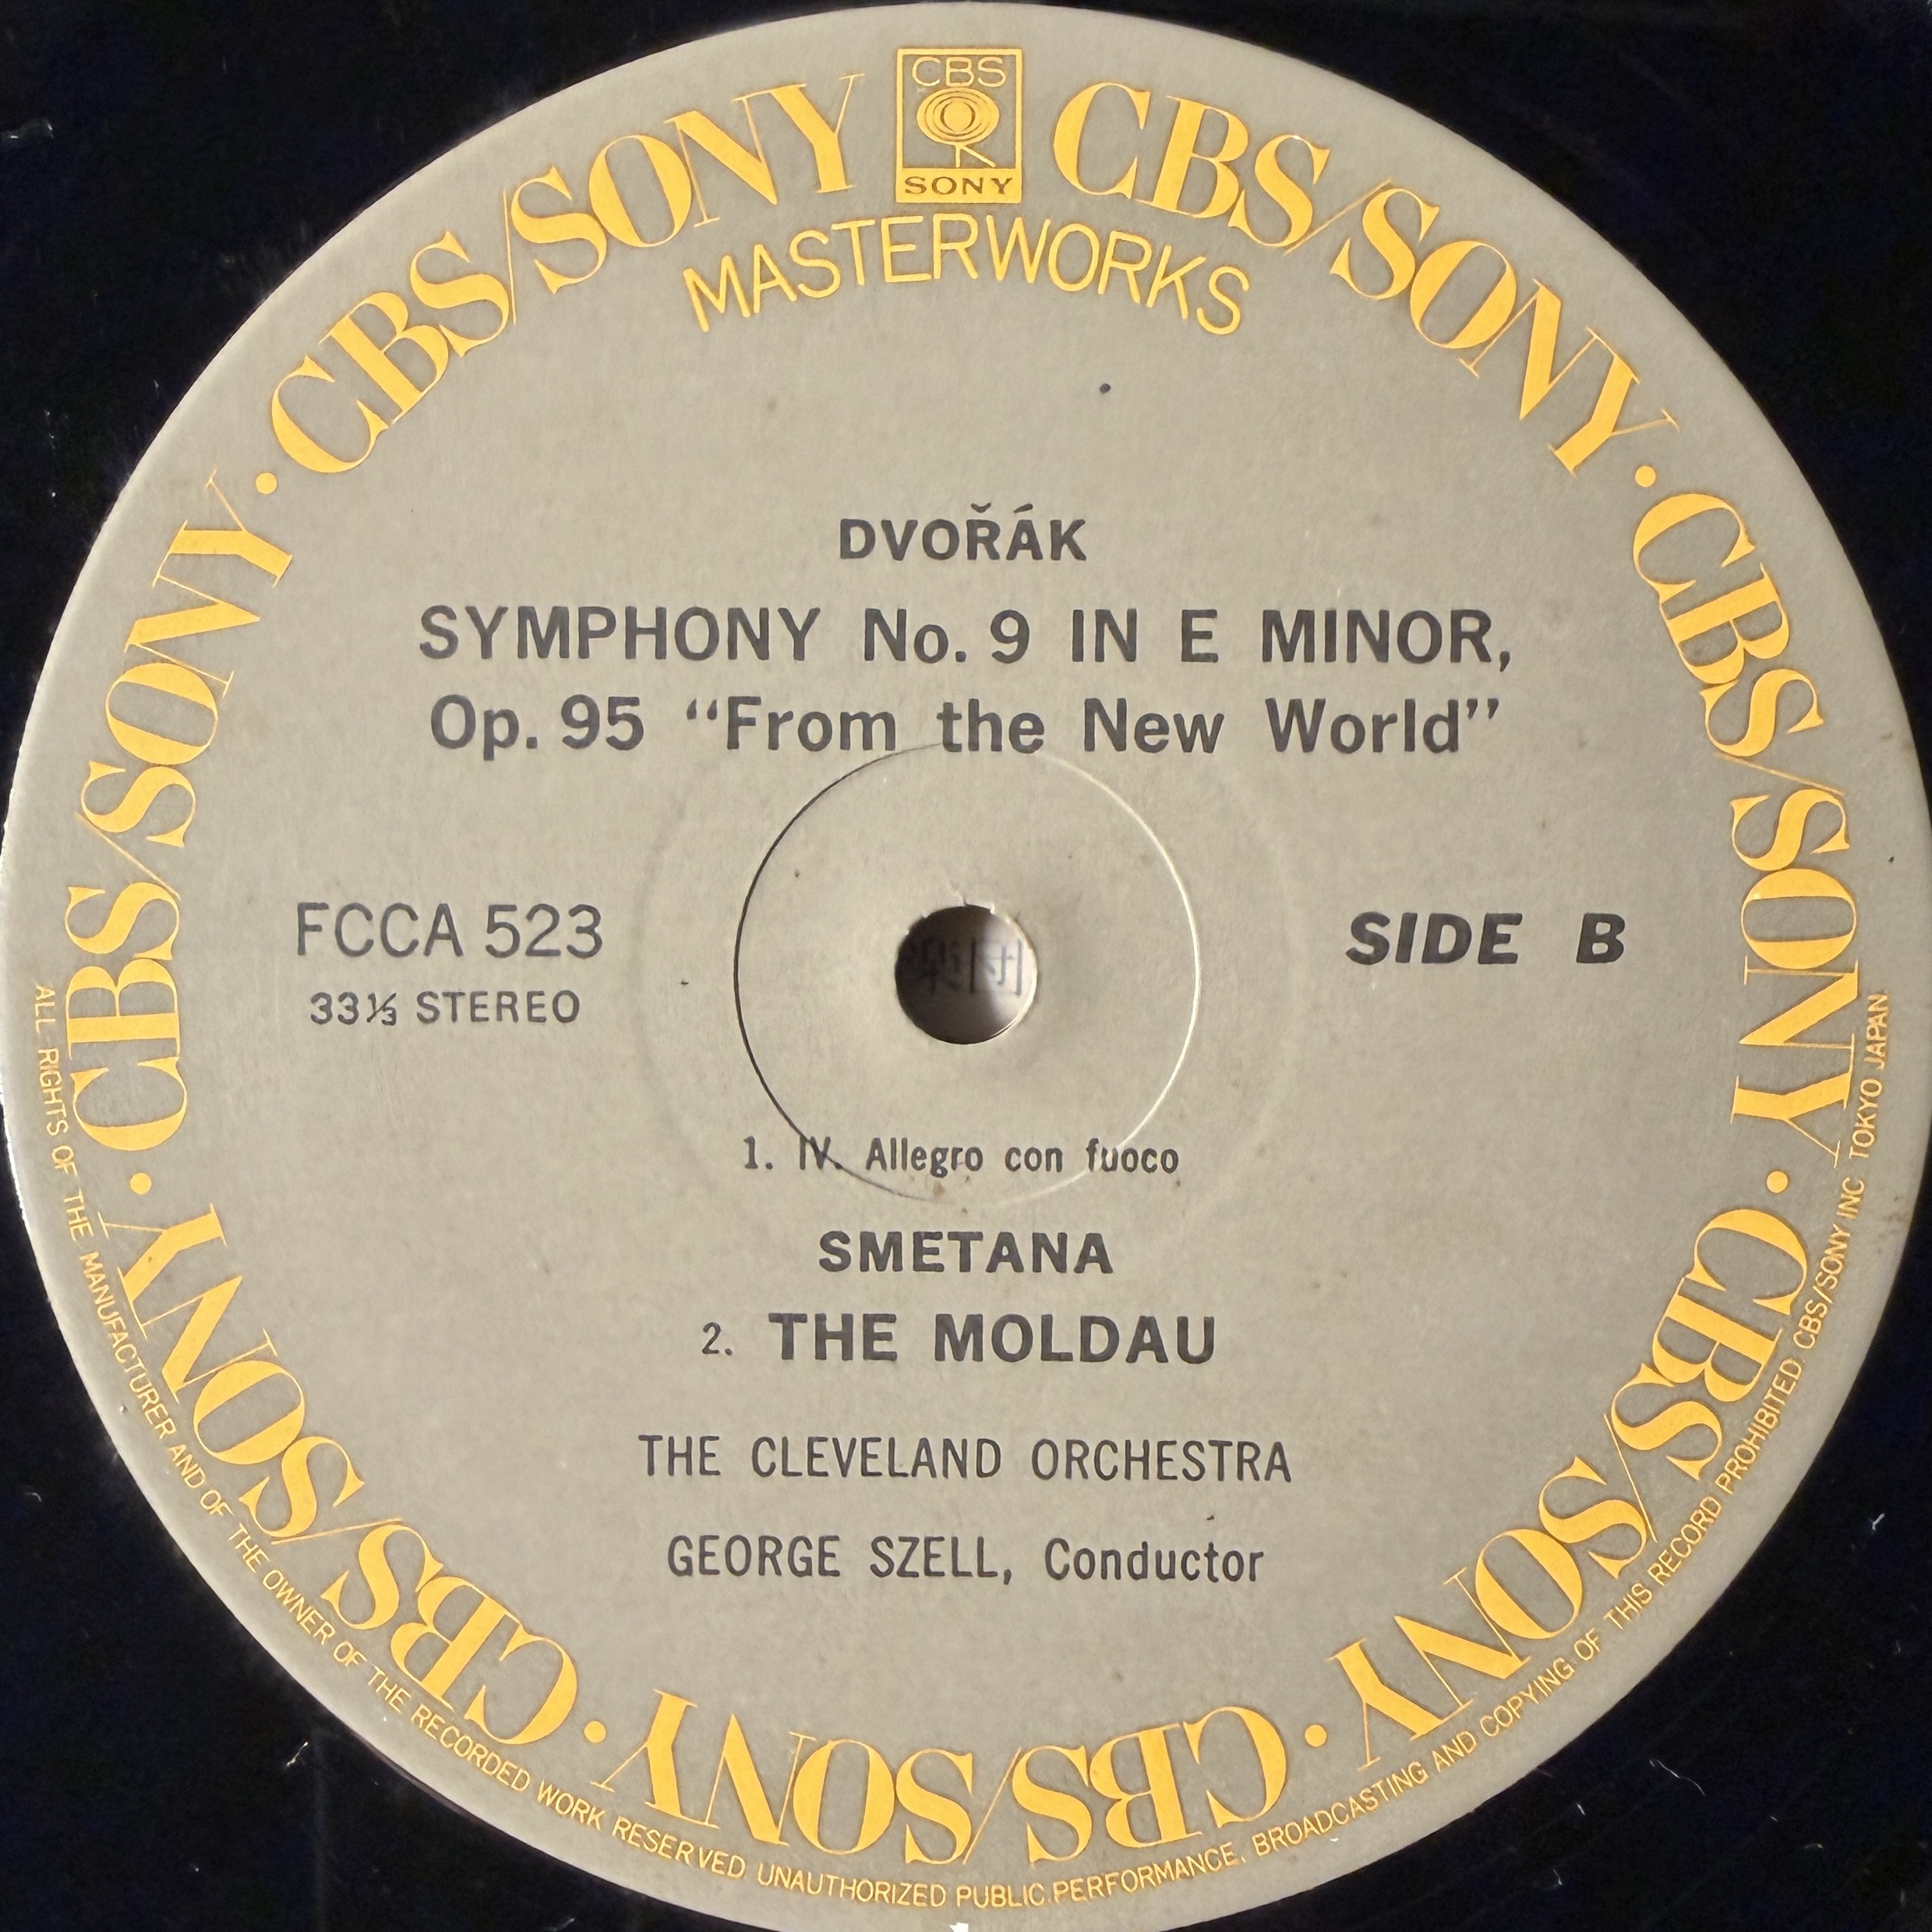 CBS
SONY
CBS/SONY · CBS/SONY · CBS/SONY · CBS/SONY · CBS/SONY · CBS/SONY · CBS/SONY · CBS/SONY
MASTERWORKS
DVOŘÁK
SYMPHONY No. 9 IN E MINOR,
Op. 95 “From the New World”
FCCA 523
33⅓ STEREO
SIDE B
楽団
1. IV. Allegro con fuoco
SMETANA
2. THE MOLDAU
THE CLEVELAND ORCHESTRA
GEORGE SZELL, Conductor
ALL RIGHTS OF THE MANUFACTURER AND OF THE OWNER OF THE RECORDED WORK RESERVED UNAUTHORIZED PUBLIC PERFORMANCE, BROADCASTING AND COPYING OF THIS RECORD PROHIBITED. CBS/SONY INC. TOKYO JAPAN